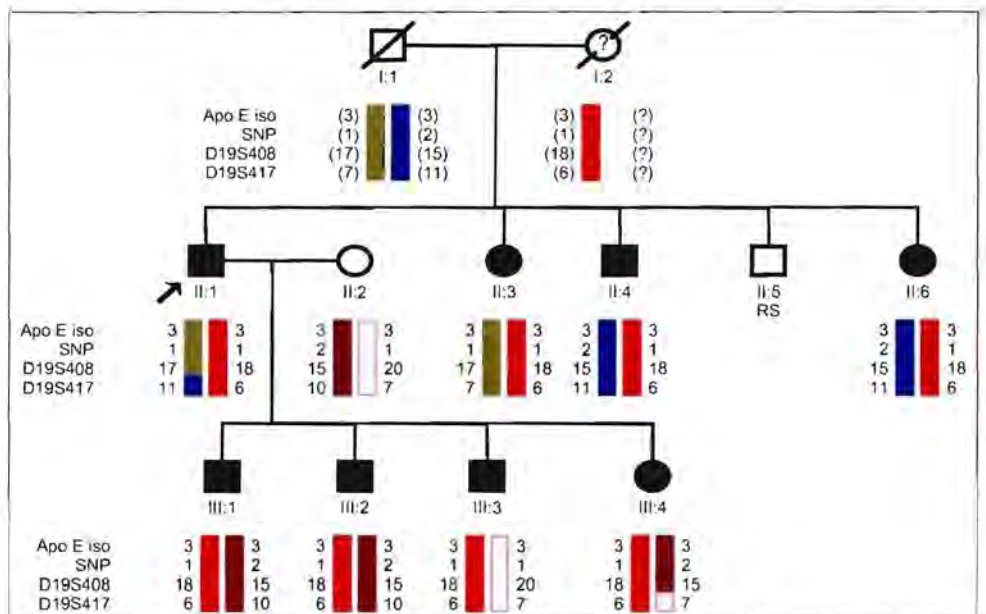 ?
I:1 I:2
Apo E iso (3) (3) (3) (?)
SNP (1) (2) (1) (?)
D19S408 (17) (15) (18) (?)
D19S417 (7) (11) (6) (?)
II:1 II:2 II:3 II:4 II:5 II:6
RS
Apo E iso 3 3 3 3 3 3 3 3 3 3
SNP 1 1 2 1 1 1 2 1 2 1
D19S408 17 18 15 20 17 18 15 18 15 18
D19S417 11 6 10 7 7 6 11 6 11 6
III:1 III:2 III:3 III:4
Apo E iso 3 3 3 3 3 3 3 3
SNP 1 2 1 2 1 1 1 2
D19S408 18 15 18 15 18 20 18 15
D19S417 6 10 6 10 6 7 6 7